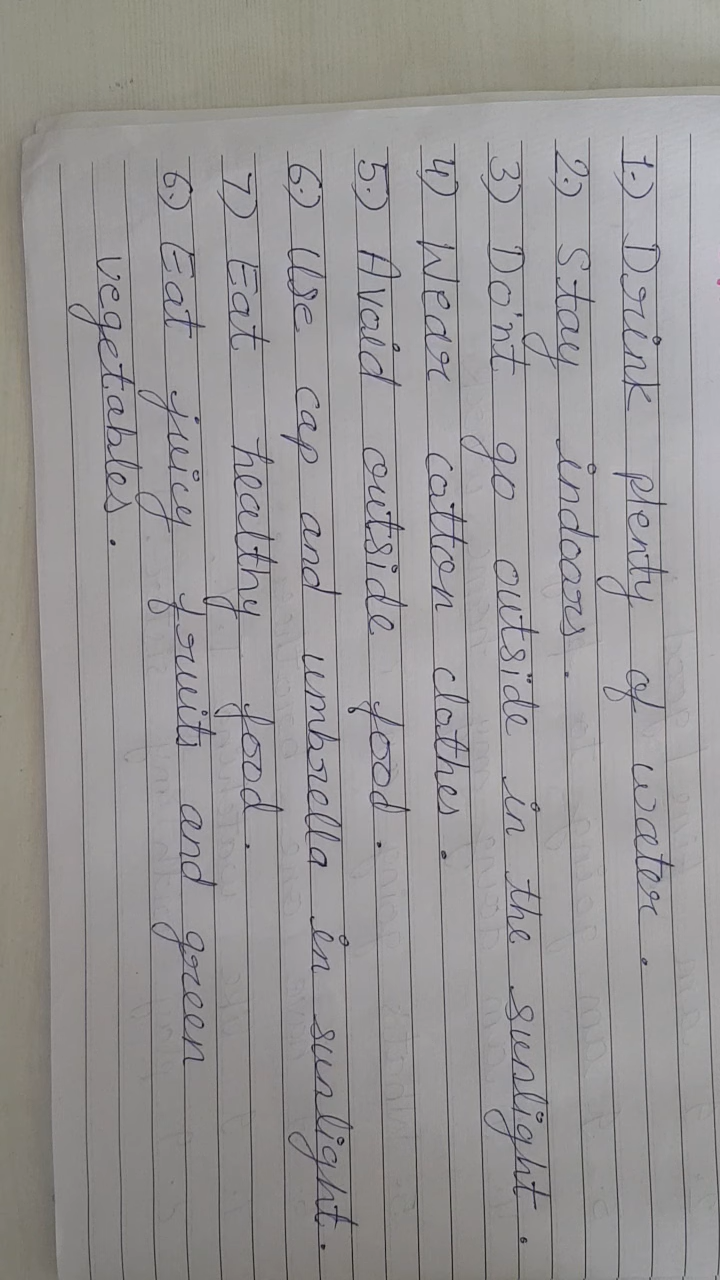 1.) Drink plenty of water.
2.) Stay indoors.
3) Do'nt go outside in the sunlight.
4) Wear cotton clothes.
5.) Avoid outside food.
6.) Use cap and umbrella in sunlight.
7) Eat healthy food.
6.) Eat juicy fruits and green
vegetables.